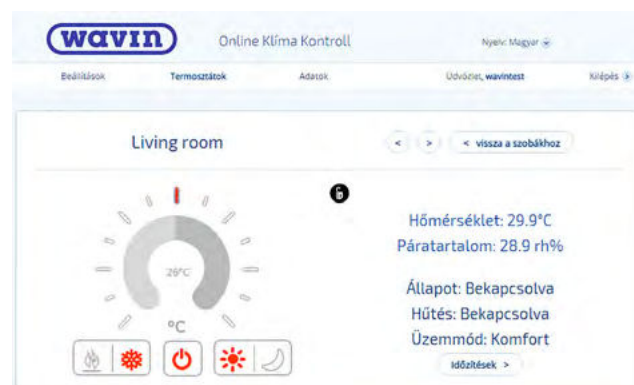 wavin
Online Klíma Kontroll
Nyelv: Magyar
Beállítások
Termosztátok
Adatok
Üdvözlet, wavintest
Kilépés
Living room
<
>
< vissza a szobákhoz
26°C
°C
Hőmérséklet: 29.9°C
Páratartalom: 28.9 rh%
Állapot: Bekapcsolva
Hűtés: Bekapcsolva
Üzemmód: Komfort
Időzítések >